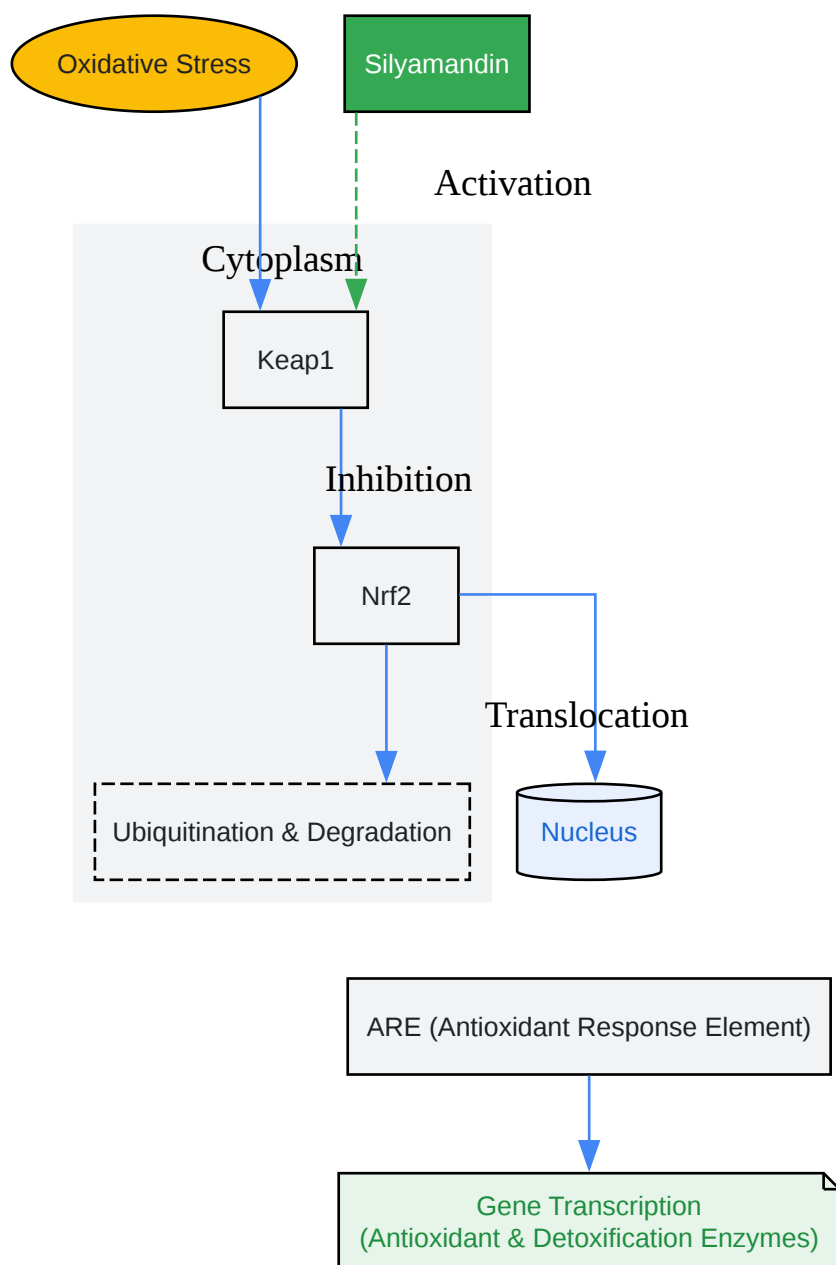 Oxidative Stress
Silyamandin
Activation
Cytoplasm
Keap1
Inhibition
Nrf2
Translocation
Ubiquitination & Degradation
Nucleus
ARE (Antioxidant Response Element)
Gene Transcription
(Antioxidant & Detoxification Enzymes)